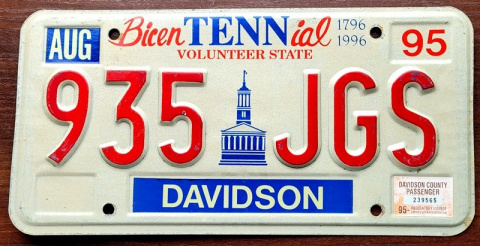 AUG
BicenTENNial
1796
1996
95
VOLUNTEER STATE
935 JGS
DAVIDSON
DAVIDSON COUNTY
PASSENGER
239565
95-